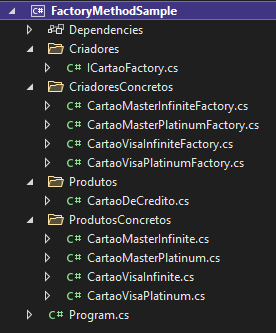 C# FactoryMethodSample
Dependencies
Criadores
C# ICartaoFactory.cs
CriadoresConcretos
C# CartaoMasterInfiniteFactory.cs
C# CartaoMasterPlatinumFactory.cs
C# CartaoVisaInfiniteFactory.cs
C# CartaoVisaPlatinumFactory.cs
Produtos
C# CartaoDeCredito.cs
ProdutosConcretos
C# CartaoMasterInfinite.cs
C# CartaoMasterPlatinum.cs
C# CartaoVisaInfinite.cs
C# CartaoVisaPlatinum.cs
C# Program.cs